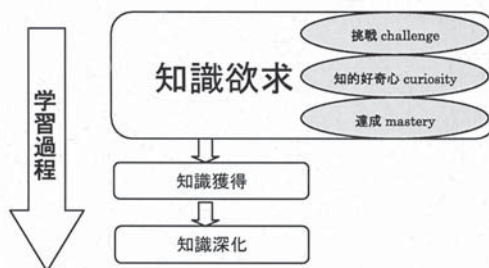 学習過程
知識欲求
挑戦 challenge
知的好奇心 curiosity
達成 mastery
知識獲得
知識深化